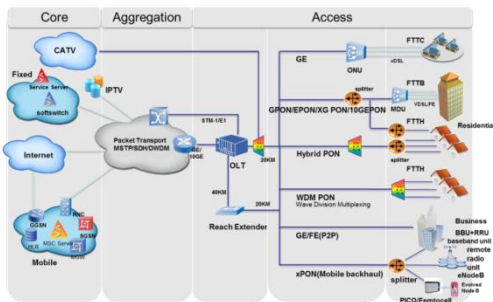 Core
Aggregation
Access
CATV
Fixed
Service Server
softswitch
IPTV
Internet
GGSN
RNC
MSC Server
SGSN
HLR
MGW
Mobile
Packet Transport
MSTP/SDH/DWDM
STM-1/E1
GE/
10GE
OLT
20KM
40KM
20KM
Reach Extender
GE
ONU
xDSL
FTTC
splitter
GPON/EPON/XG PON/10GEPON
MDU
VDSL/FE
FTTB
FTTH
Residential
Hybrid PON
splitter
FTTH
WDM PON
Wave Division Multiplexing
GE/FE(P2P)
Business
BBU+RRU
baseband unit
remote
radio
unit
eNodeB
xPON(Mobile backhaul)
splitter
Evolved
Node B
PICO/Femtocell